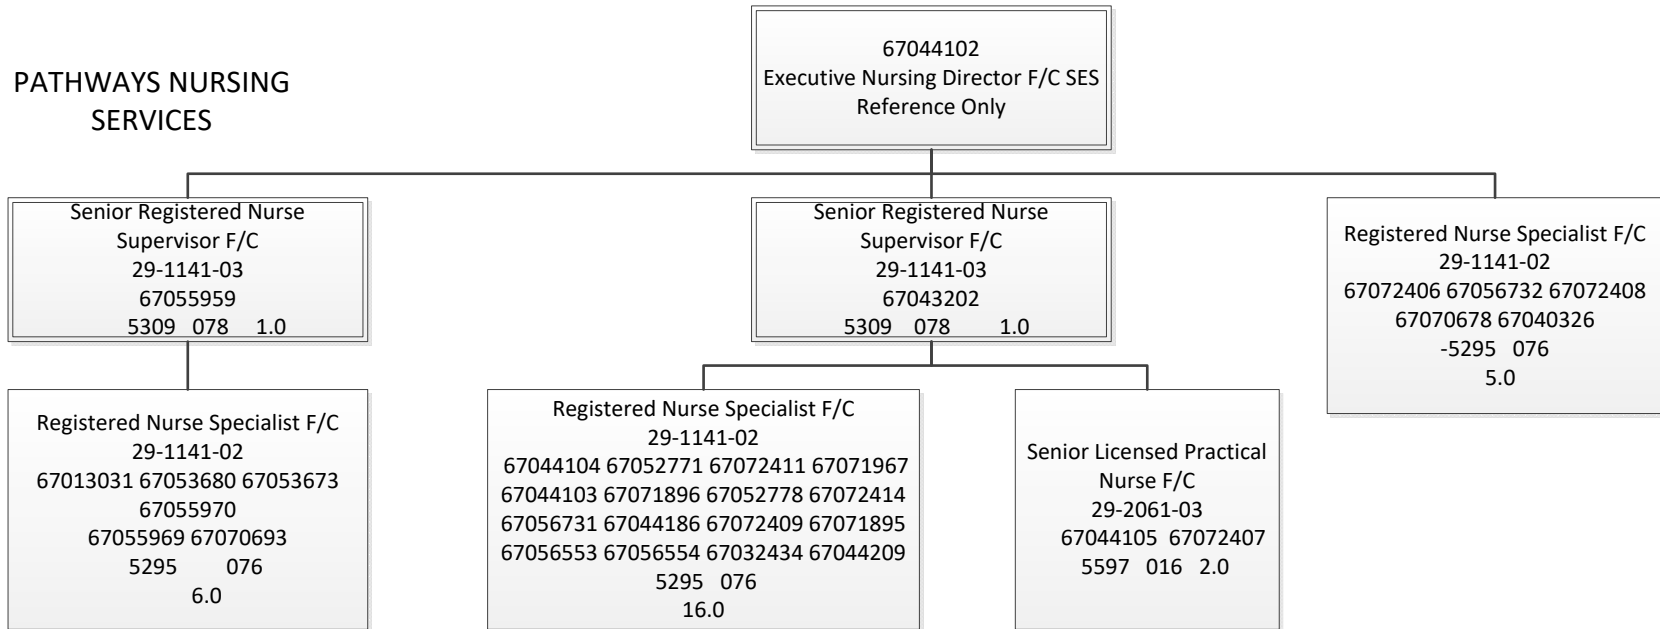 PATHWAYS NURSING
SERVICES
67044102
Executive Nursing Director F/C SES
Reference Only
Senior Registered Nurse
Supervisor F/C
29-1141-03
67055959
5309 078 1.0
Senior Registered Nurse
Supervisor F/C
29-1141-03
67043202
5309 078 1.0
Registered Nurse Specialist F/C
29-1141-02
67072406 67056732 67072408
67070678 67040326
-5295 076
5.0
Registered Nurse Specialist F/C
29-1141-02
67013031 67053680 67053673
67055970
67055969 67070693
5295 076
6.0
Registered Nurse Specialist F/C
29-1141-02
67044104 67052771 67072411 67071967
67044103 67071896 67052778 67072414
67056731 67044186 67072409 67071895
67056553 67056554 67032434 67044209
5295 076
16.0
Senior Licensed Practical
Nurse F/C
29-2061-03
67044105 67072407
5597 016 2.0